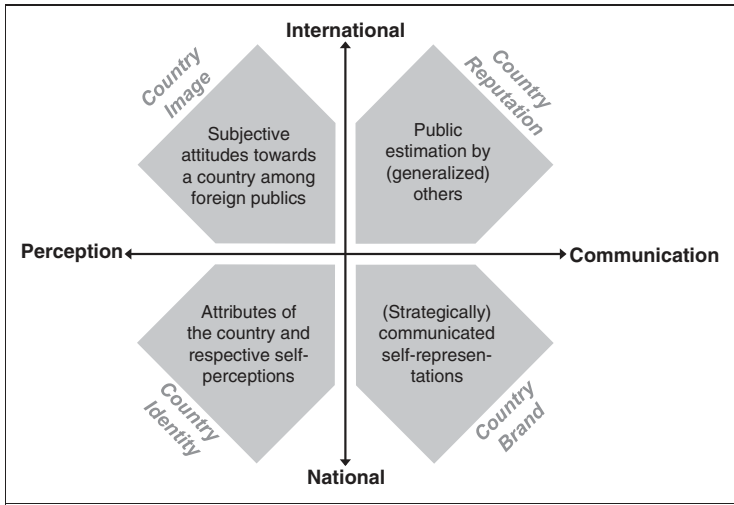 International
Country
Image
Country
Reputation
Subjective
attitudes towards
a country among
foreign publics
Public
estimation by
(generalized)
others
Perception
Communication
Attributes of
the country and
respective self-
perceptions
(Strategically)
communicated
self-represen-
tations
Country
Identity
Country
Brand
National